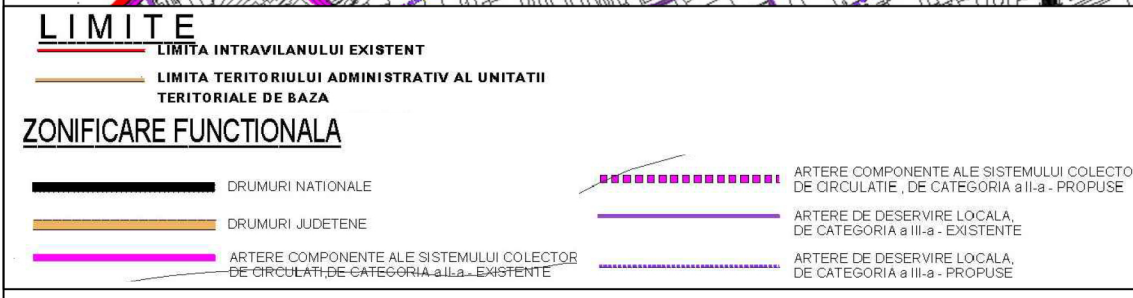 LIMITE
LIMITA INTRAVILANULUI EXISTENT
LIMITA TERITORIULUI ADMINISTRATIV AL UNITATII
TERITORIALE DE BAZA
ZONIFICARE FUNCTIONALA
DRUMURI NATIONALE
DRUMURI JUDETENE
ARTERE COMPONENTE ALE SISTEMULUI COLECTOR
DE CIRCULATI,DE CATEGORIA a II-a - EXISTENTE
ARTERE COMPONENTE ALE SISTEMULUI COLECTO
DE CIRCULATIE , DE CATEGORIA a II-a - PROPUSE
ARTERE DE DESERVIRE LOCALA,
DE CATEGORIA a III-a - EXISTENTE
ARTERE DE DESERVIRE LOCALA,
DE CATEGORIA a III-a - PROPUSE